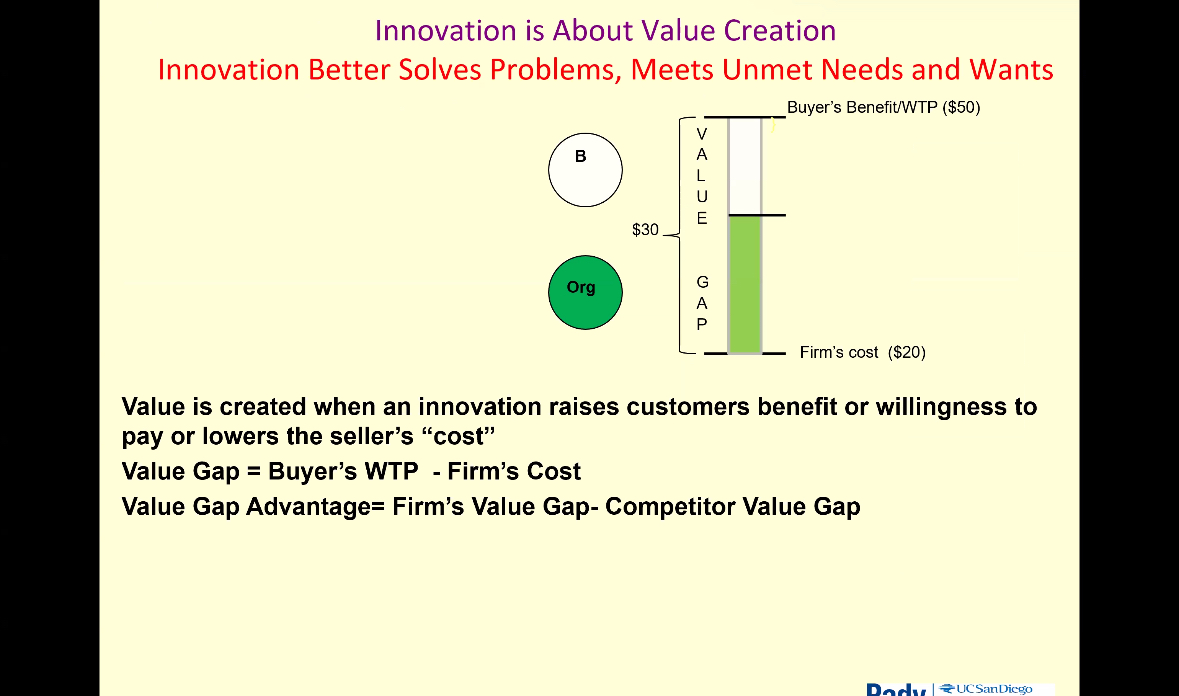 Innovation is About Value Creation
Innovation Better Solves Problems, Meets Unmet Needs and Wants
Buyer's Benefit/WTP ($50)
B
VALUE
$30
GAP
Org
Firm's cost ($20)
Value is created when an innovation raises customers benefit or willingness to
pay or lowers the seller's “cost”
Value Gap = Buyer's WTP - Firm's Cost
Value Gap Advantage= Firm's Value Gap- Competitor Value Gap
Rady | UC San Diego